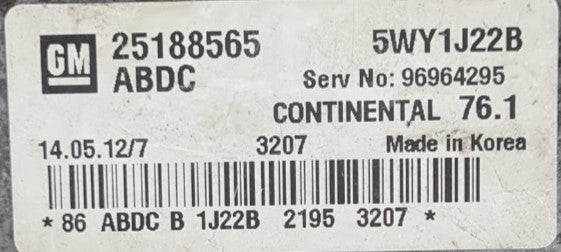 GM 25188565 5WY1J22B
ABDC Serv No: 96964295
CONTINENTAL 76.1
14.05.12/7 3207 Made in Korea
* 86 ABDC B 1J22B 2195 3207 *